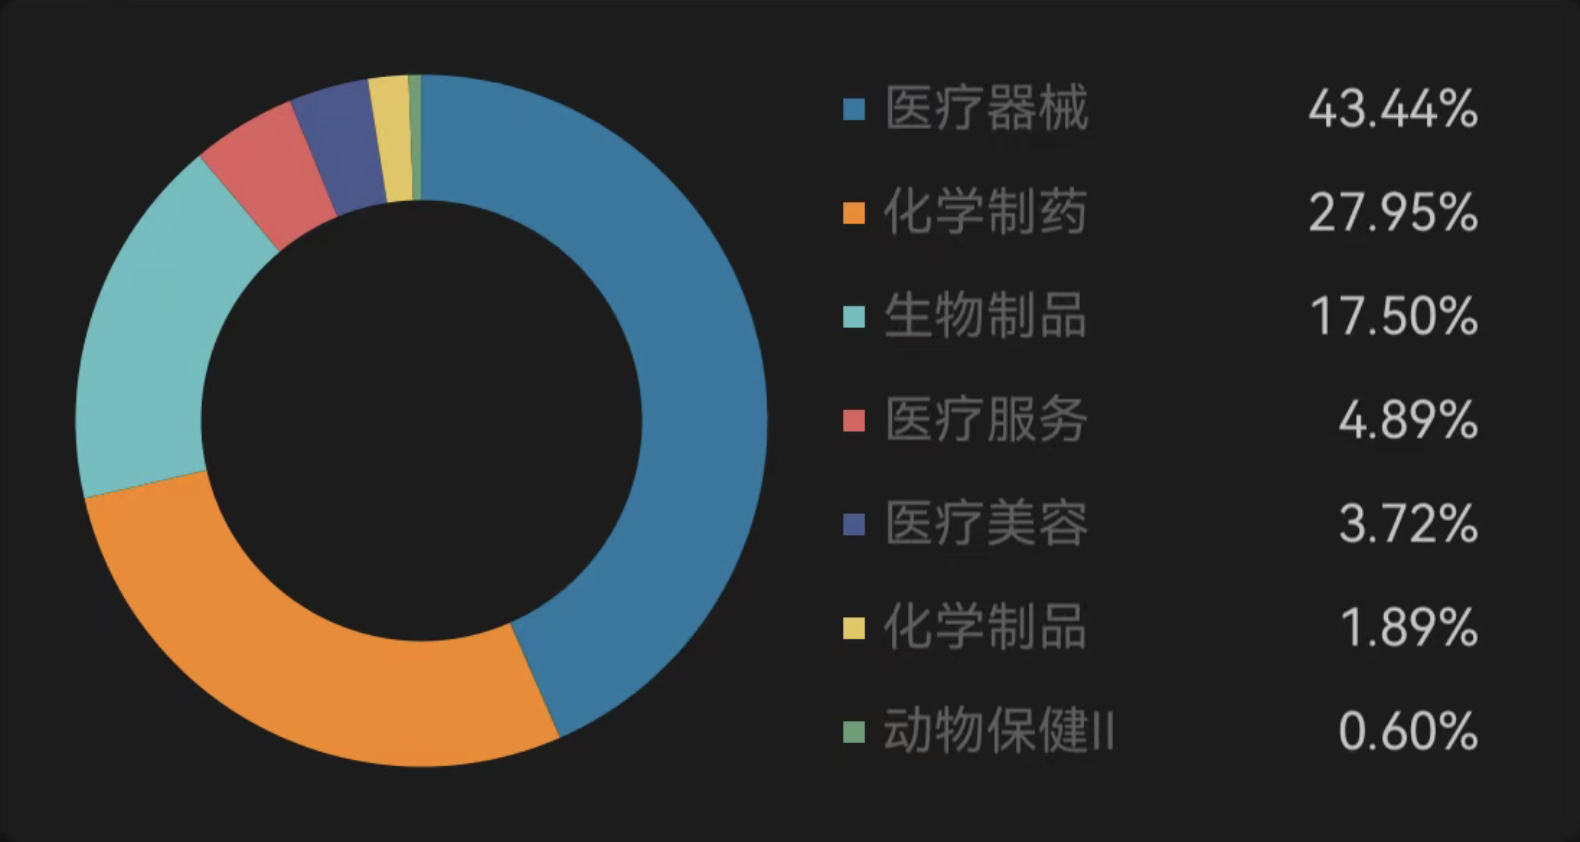 医疗器械 43.44%
化学制药 27.95%
生物制品 17.50%
医疗服务 4.89%
医疗美容 3.72%
化学制品 1.89%
动物保健II 0.60%